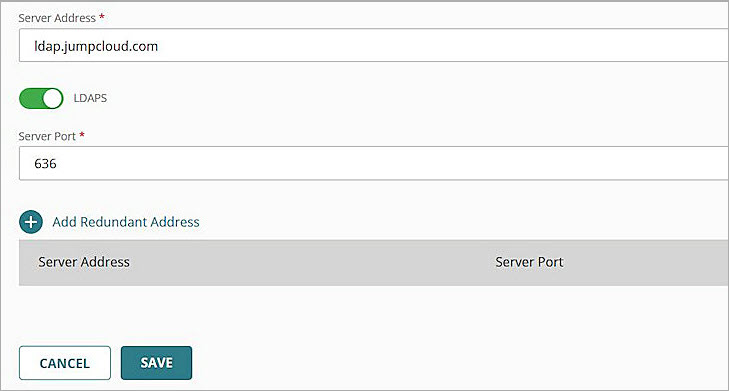 Server Address *
ldap.jumpcloud.com
LDAPS
Server Port *
636
Add Redundant Address
Server Address Server Port
CANCEL SAVE